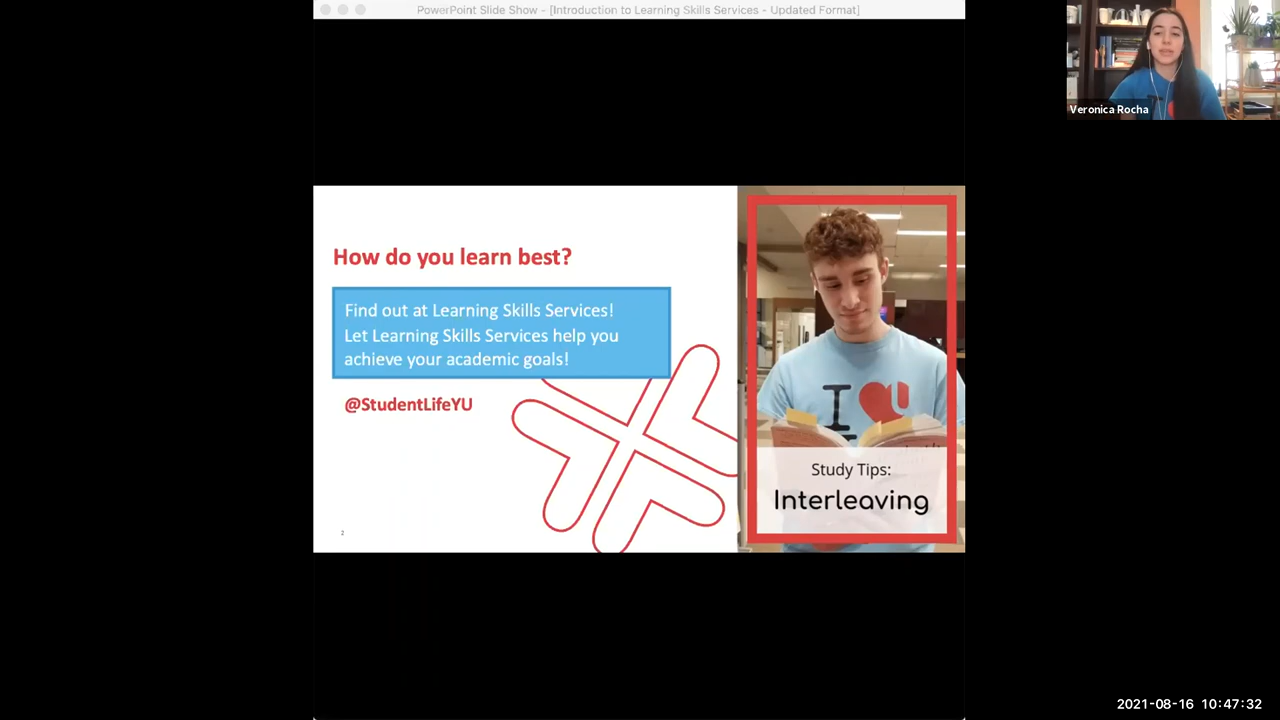 PowerPoint Slide Show - [Introduction to Learning Skills Services - Updated Format]
Veronica Rocha
How do you learn best?
Find out at Learning Skills Services!
Let Learning Skills Services help you
achieve your academic goals!
@StudentLifeYU
2
I
U
Study Tips:
Interleaving
2021-08-16 10:47:32